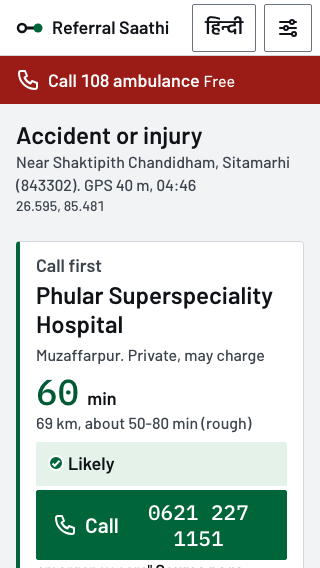 Referral Saathi
हिन्दी
Call 108 ambulance Free
Accident or injury
Near Shaktipith Chandidham, Sitamarhi
(843302). GPS 40 m, 04:46
26.595, 85.481
Call first
Phular Superspeciality
Hospital
Muzaffarpur. Private, may charge
60 min
69 km, about 50-80 min (rough)
Likely
Call 0621 227
1151